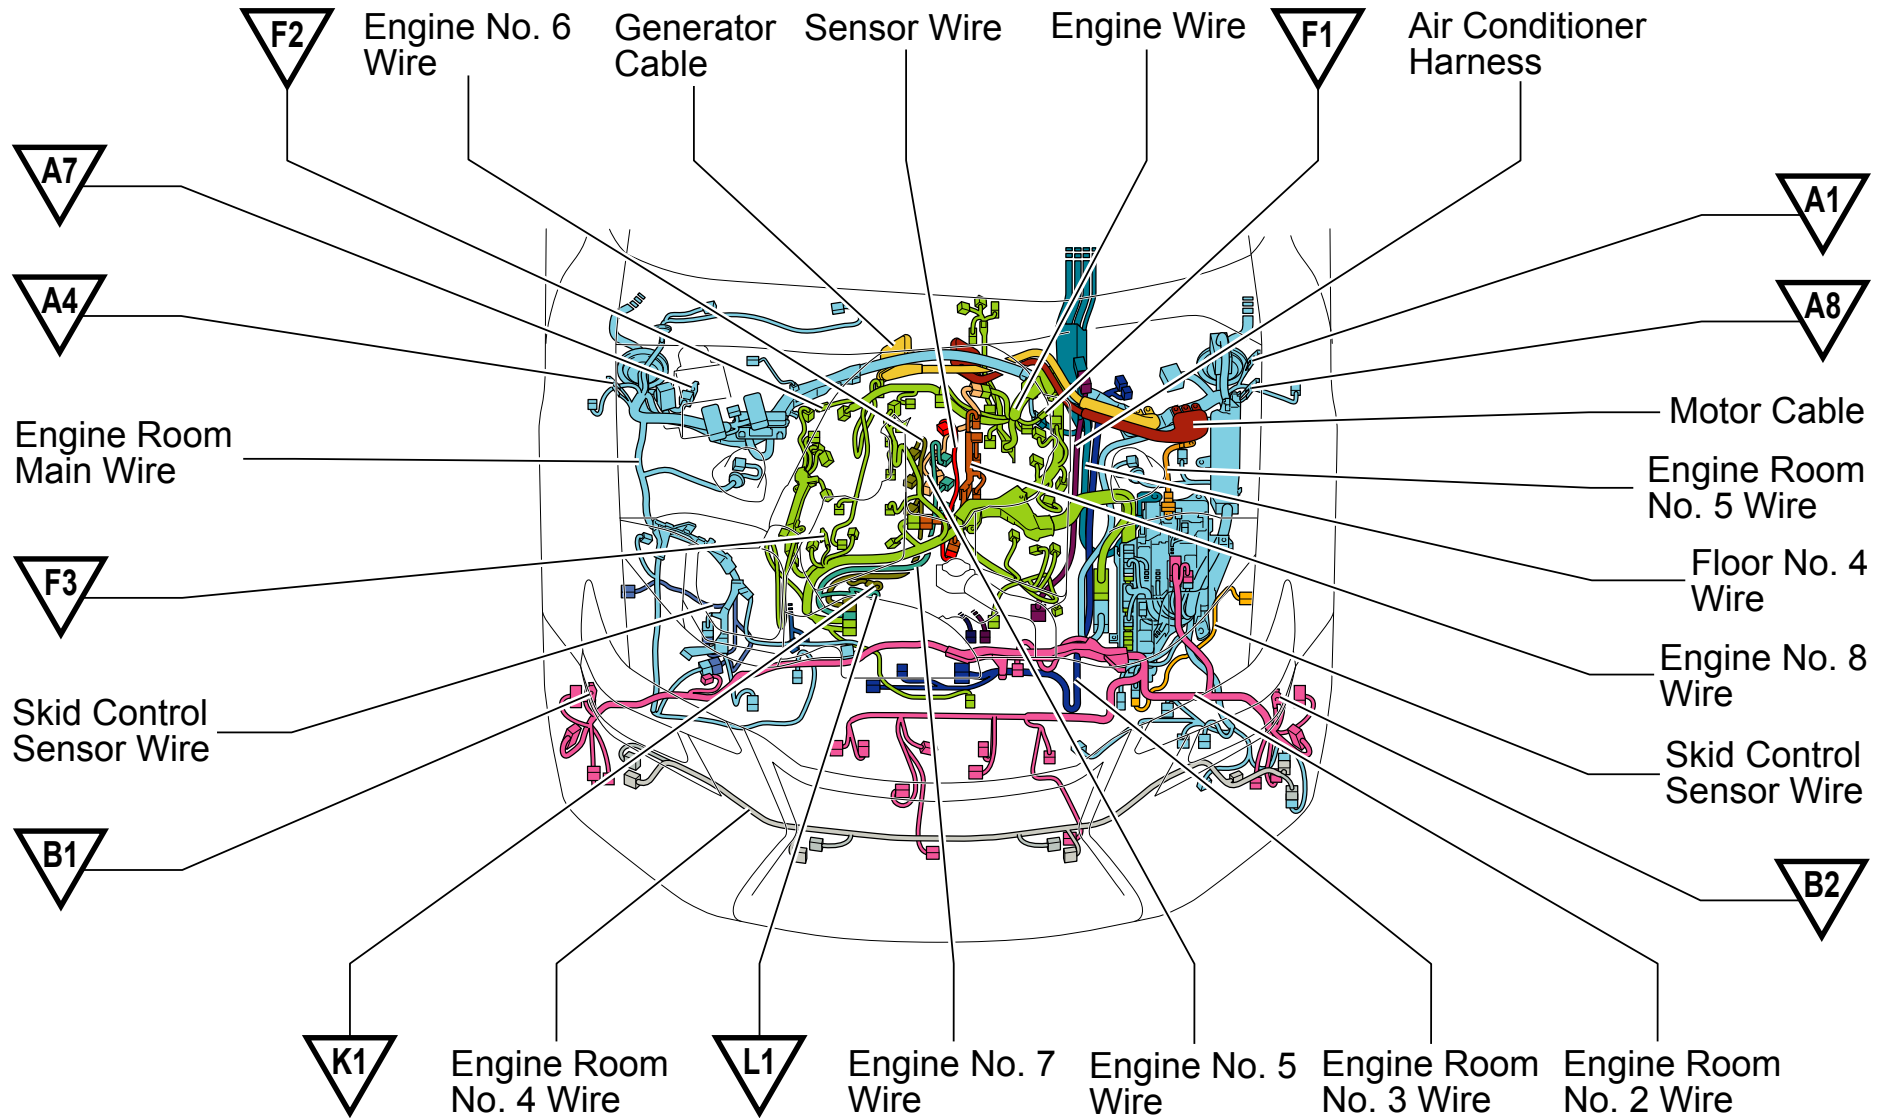 F2
Engine No. 6
Wire
Generator
Cable
Sensor Wire
Engine Wire
F1
Air Conditioner
Harness
A7
A1
A4
A8
Engine Room
Main Wire
Motor Cable
Engine Room
No. 5 Wire
F3
Floor No. 4
Wire
Engine No. 8
Wire
Skid Control
Sensor Wire
Skid Control
Sensor Wire
B1
B2
K1
Engine Room
No. 4 Wire
L1
Engine No. 7
Wire
Engine No. 5
Wire
Engine Room
No. 3 Wire
Engine Room
No. 2 Wire